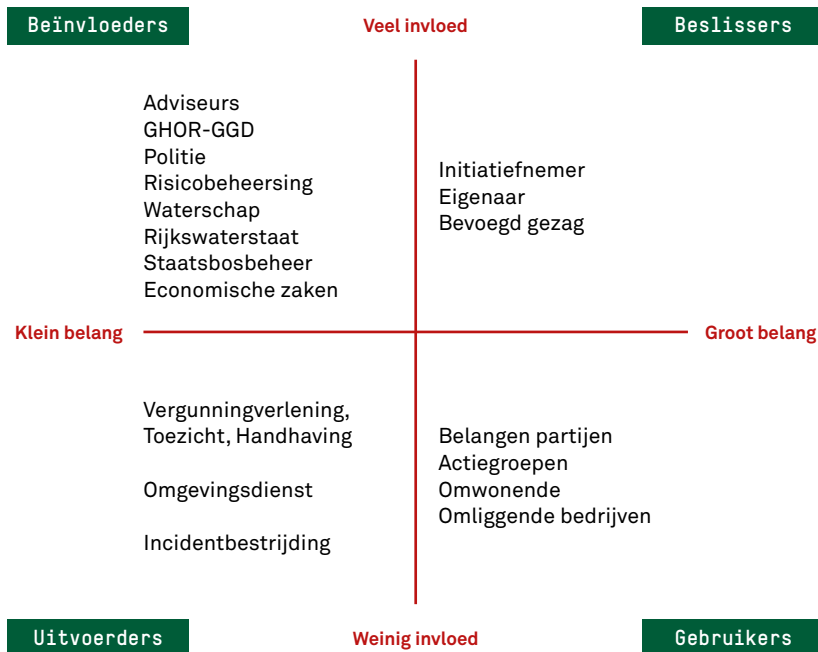 Beïnvloeders
Veel invloed
Beslissers
Adviseurs
GHOR-GGD
Politie
Risicobeheersing
Waterschap
Rijkswaterstaat
Staatsbosbeheer
Economische zaken
Initiatiefnemer
Eigenaar
Bevoegd gezag
Klein belang
Groot belang
Vergunningverlening,
Toezicht, Handhaving
Omgevingsdienst
Incidentbestrijding
Belangen partijen
Actiegroepen
Omwonende
Omliggende bedrijven
Uitvoerders
Weinig invloed
Gebruikers